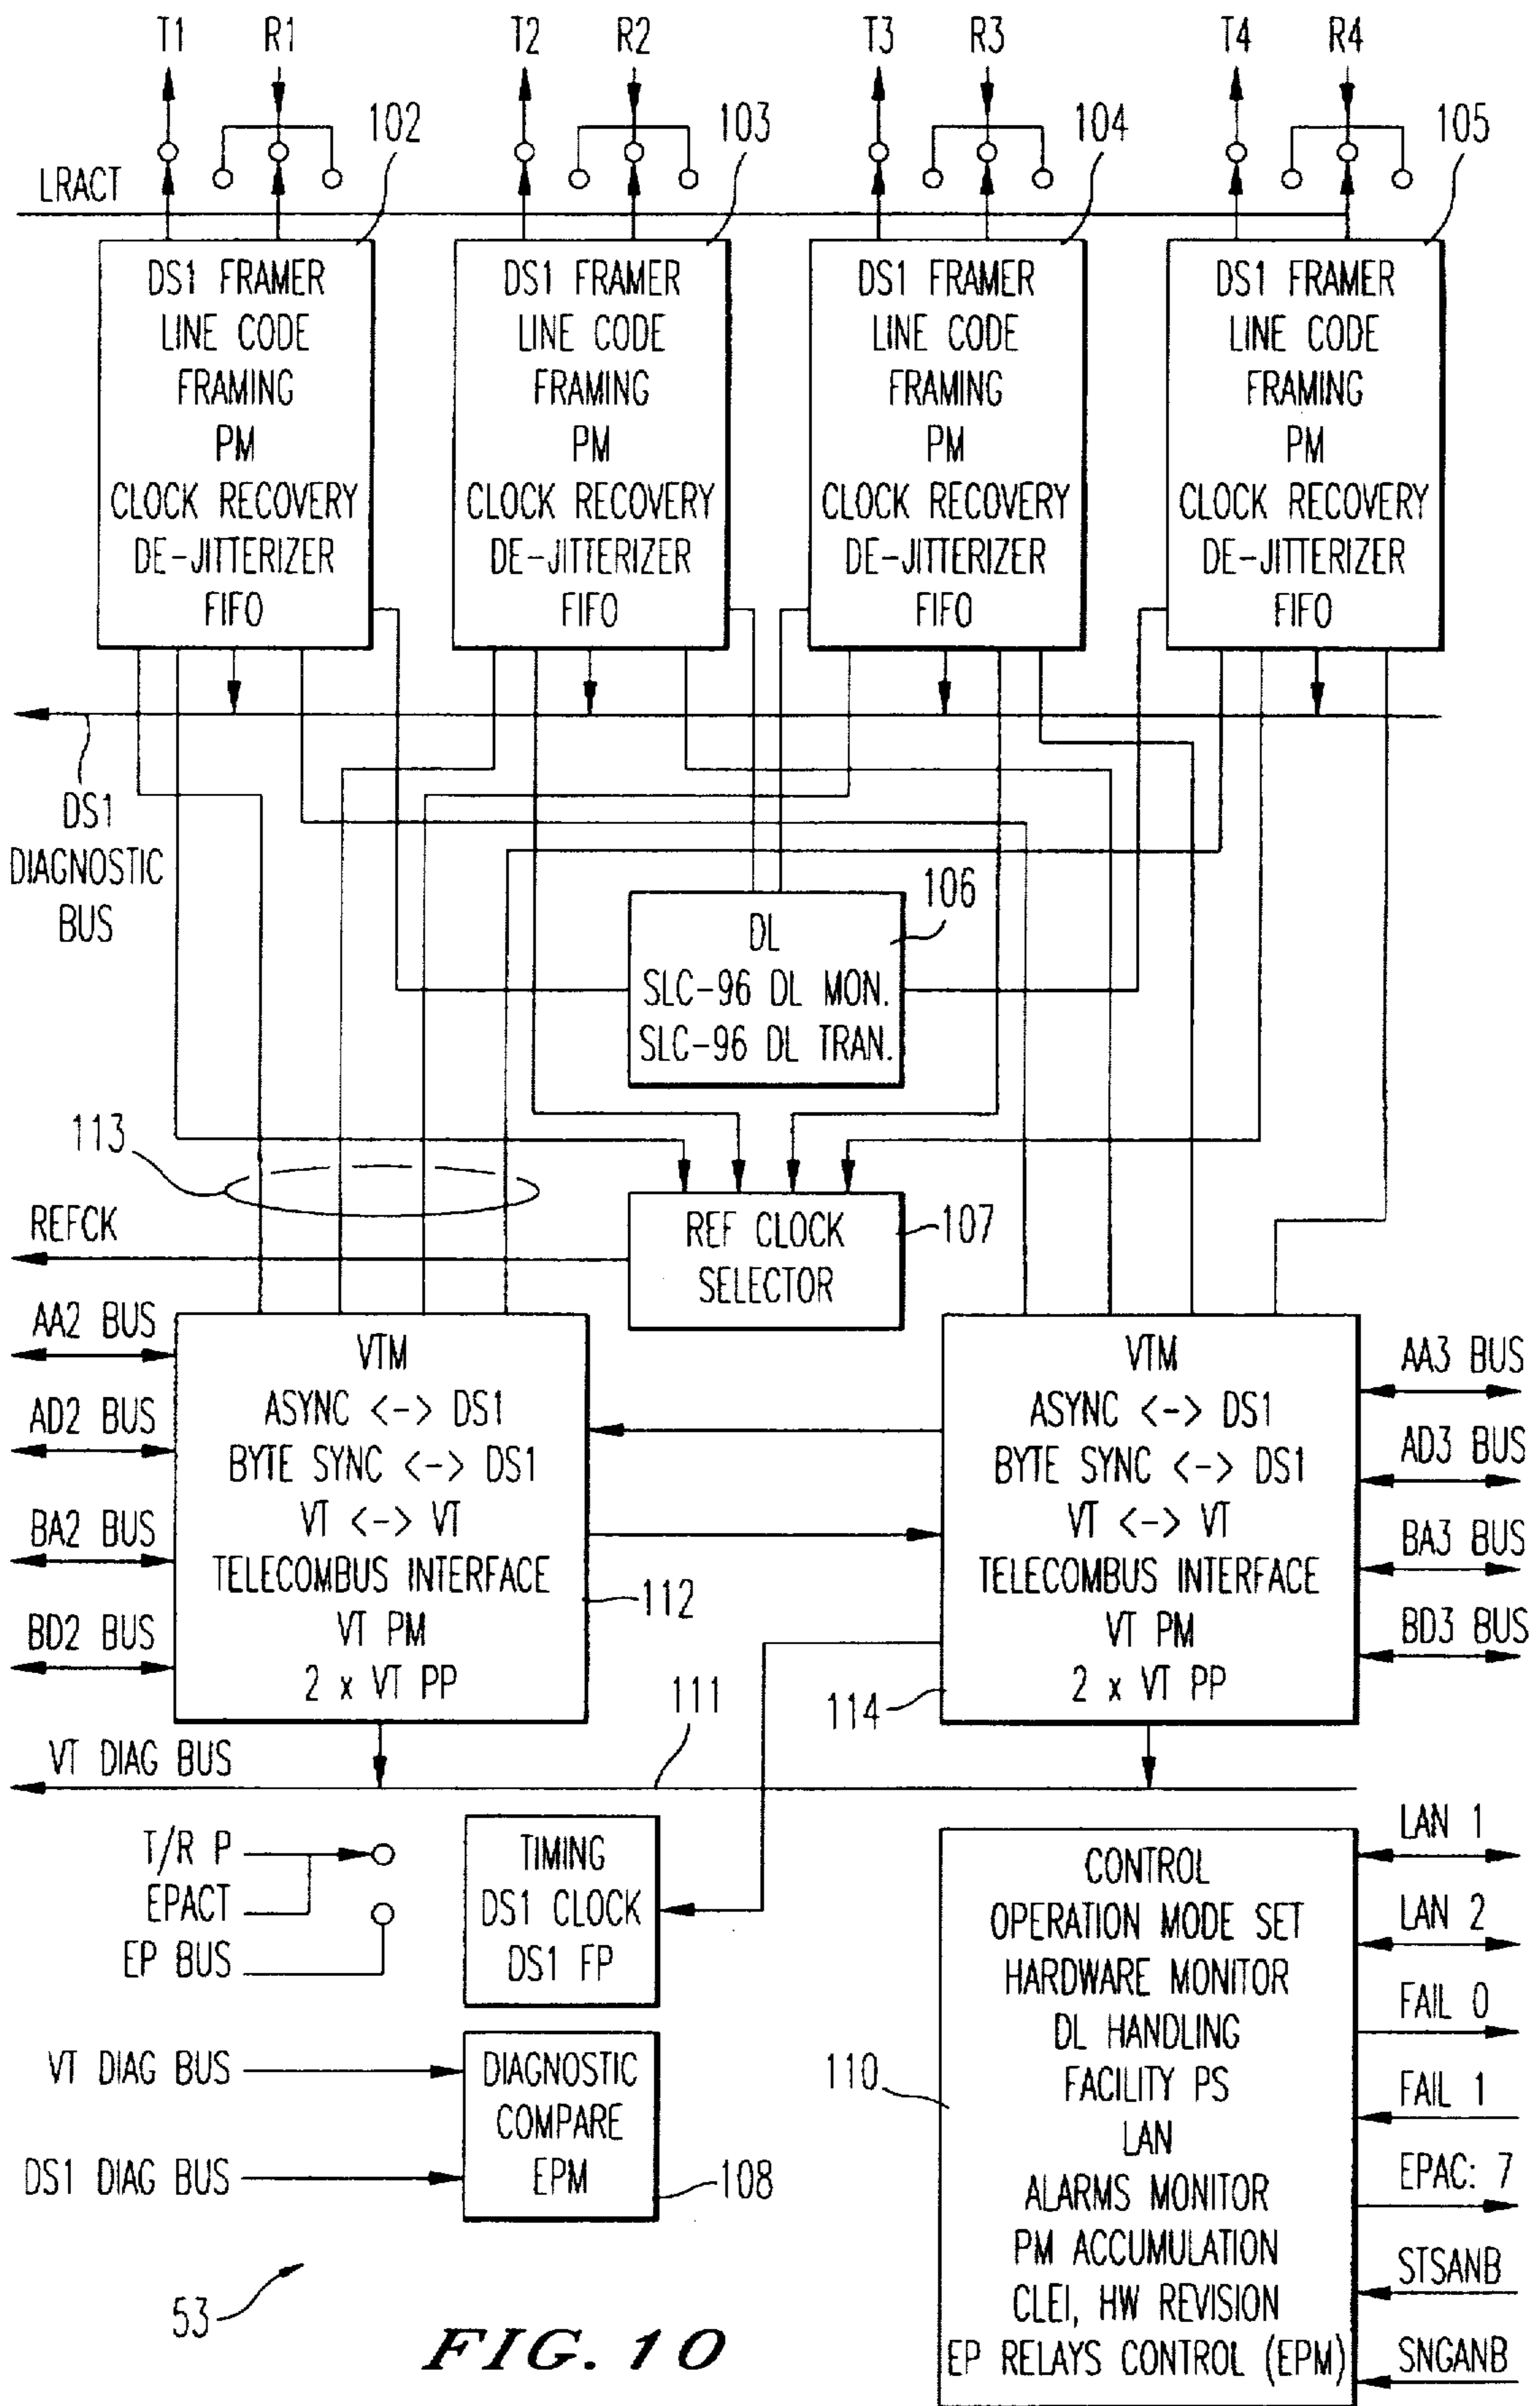 T1 R1 T2 R2 T3 R3 T4 R4
102 103 104 105
LRACT
DS1 FRAMER
LINE CODE
FRAMING
PM
CLOCK RECOVERY
DE-JITTERIZER
FIFO
DS1 FRAMER
LINE CODE
FRAMING
PM
CLOCK RECOVERY
DE-JITTERIZER
FIFO
DS1 FRAMER
LINE CODE
FRAMING
PM
CLOCK RECOVERY
DE-JITTERIZER
FIFO
DS1 FRAMER
LINE CODE
FRAMING
PM
CLOCK RECOVERY
DE-JITTERIZER
FIFO
DS1
DIAGNOSTIC
BUS
106
DL
SLC-96 DL MON.
SLC-96 DL TRAN.
113
REFCK
REF CLOCK
SELECTOR
107
AA2 BUS
AD2 BUS
BA2 BUS
BD2 BUS
VTM
ASYNC <-> DS1
BYTE SYNC <-> DS1
VT <-> VT
TELECOMBUS INTERFACE
VT PM
2 x VT PP
112
VTM
ASYNC <-> DS1
BYTE SYNC <-> DS1
VT <-> VT
TELECOMBUS INTERFACE
VT PM
2 x VT PP
114
AA3 BUS
AD3 BUS
BA3 BUS
BD3 BUS
111
VT DIAG BUS
T/R P
EPACT
EP BUS
TIMING
DS1 CLOCK
DS1 FP
VT DIAG BUS
DS1 DIAG BUS
DIAGNOSTIC
COMPARE
EPM
108
110
CONTROL
OPERATION MODE SET
HARDWARE MONITOR
DL HANDLING
FACILITY PS
LAN
ALARMS MONITOR
PM ACCUMULATION
CLEI, HW REVISION
EP RELAYS CONTROL (EPM)
LAN 1
LAN 2
FAIL 0
FAIL 1
EPAC: 7
STSANB
SNGANB
53
FIG. 10